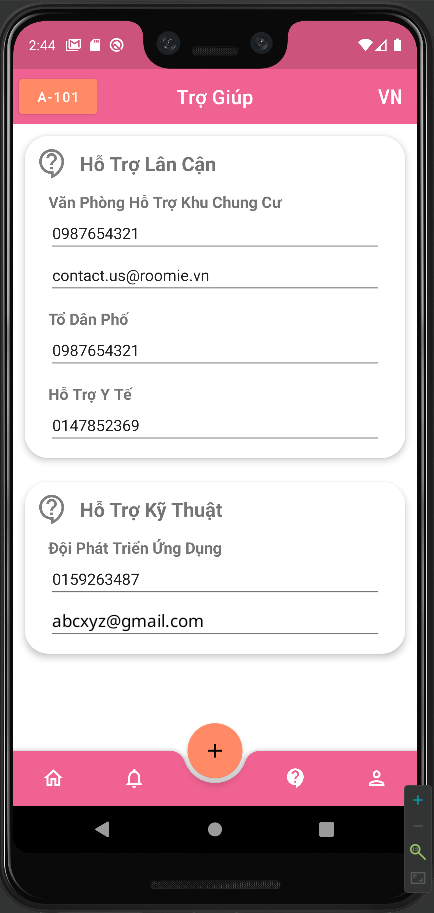 2:44
A-101
Trợ Giúp
VN
Hỗ Trợ Lân Cận
Văn Phòng Hỗ Trợ Khu Chung Cư
0987654321
contact.us@roomie.vn
Tổ Dân Phố
0987654321
Hỗ Trợ Y Tế
0147852369
Hỗ Trợ Kỹ Thuật
Đội Phát Triển Ứng Dụng
0159263487
abcxyz@gmail.com